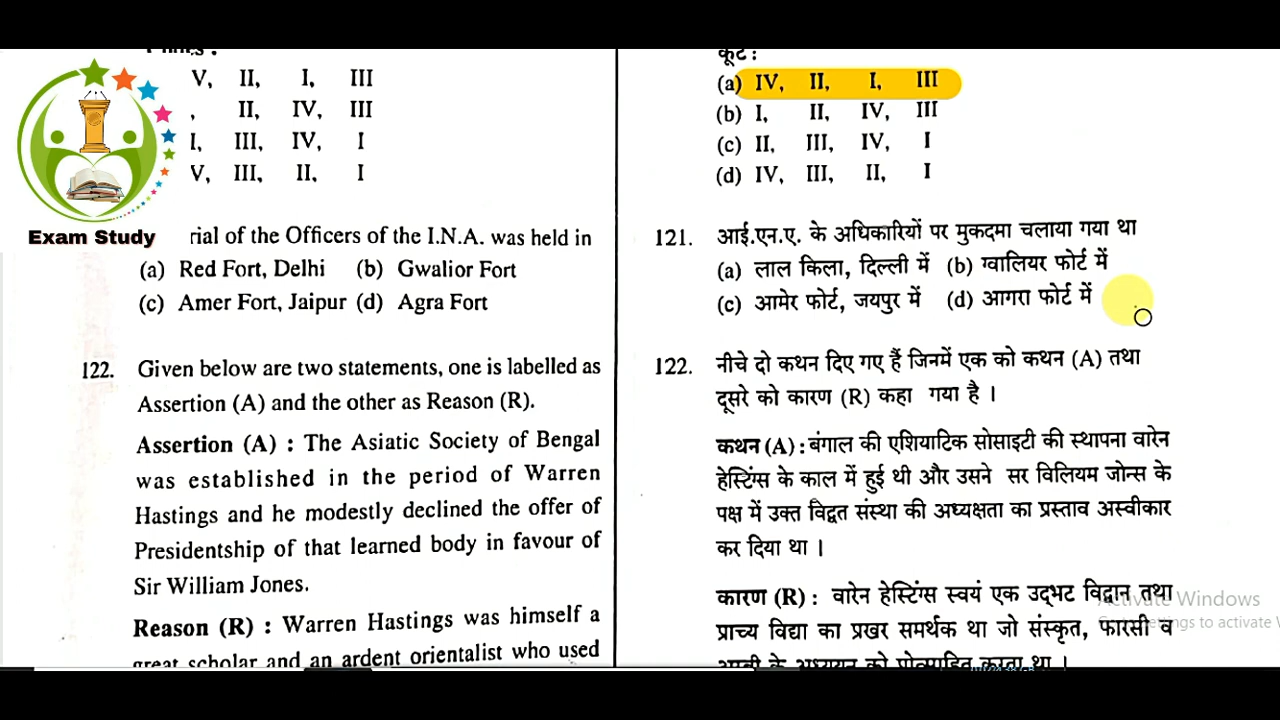 V, II, I, III
, II, IV, III
I, III, IV, I
V, III, II, I
Exam Study
rial of the Officers of the I.N.A. was held in
(a) Red Fort, Delhi (b) Gwalior Fort
(c) Amer Fort, Jaipur (d) Agra Fort
122. Given below are two statements, one is labelled as
Assertion (A) and the other as Reason (R).
Assertion (A) : The Asiatic Society of Bengal
was established in the period of Warren
Hastings and he modestly declined the offer of
Presidentship of that learned body in favour of
Sir William Jones.
Reason (R) : Warren Hastings was himself a
great scholar and an ardent orientalist who used
कूट :
(a) IV, II, I, III
(b) I, II, IV, III
(c) II, III, IV, I
(d) IV, III, II, I
121. आई.एन.ए. के अधिकारियों पर मुकदमा चलाया गया था
(a) लाल किला, दिल्ली में (b) ग्वालियर फोर्ट में
(c) आमेर फोर्ट, जयपुर में (d) आगरा फोर्ट में
122. नीचे दो कथन दिए गए हैं जिनमें एक को कथन (A) तथा
दूसरे को कारण (R) कहा गया है ।
कथन (A) : बंगाल की एशियाटिक सोसाइटी की स्थापना वारेन
हेस्टिंग्स के काल में हुई थी और उसने सर विलियम जोन्स के
पक्ष में उक्त विद्वत संस्था की अध्यक्षता का प्रस्ताव अस्वीकार
कर दिया था ।
कारण (R) : वारेन हेस्टिंग्स स्वयं एक उद्भट विद्वान तथा
प्राच्य विद्या का प्रखर समर्थक था जो संस्कृत, फारसी व
अरबी के अध्ययन को प्रोत्साहित करता था ।
Activate Windows
to activate